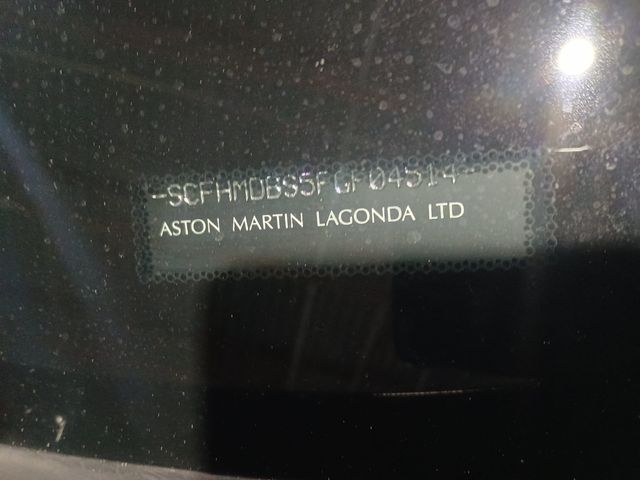 -SCFHMDBS5FGF04514-
ASTON MARTIN LAGONDA LTD